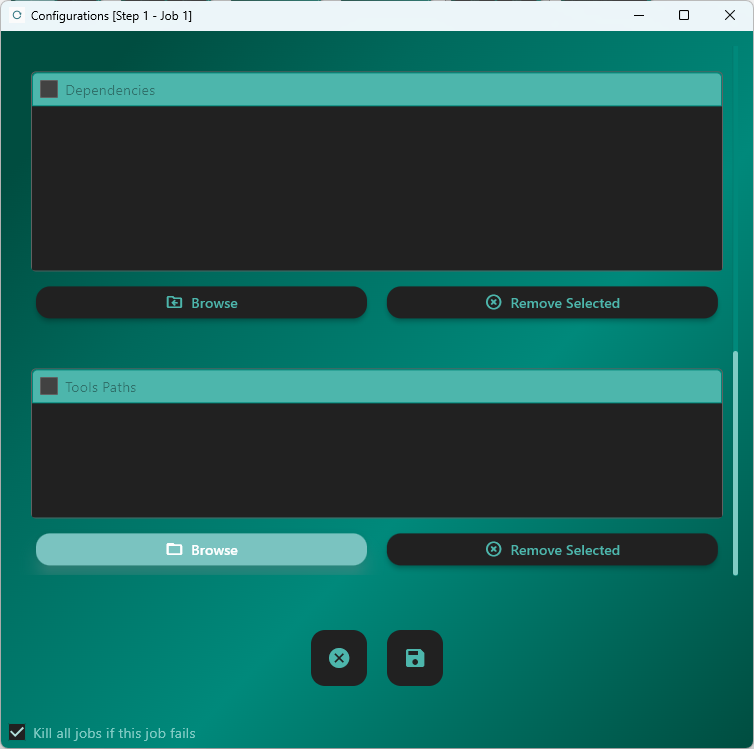 Configurations [Step 1 - Job 1]
Dependencies
Browse
Remove Selected
Tools Paths
Browse
Remove Selected
Kill all jobs if this job fails